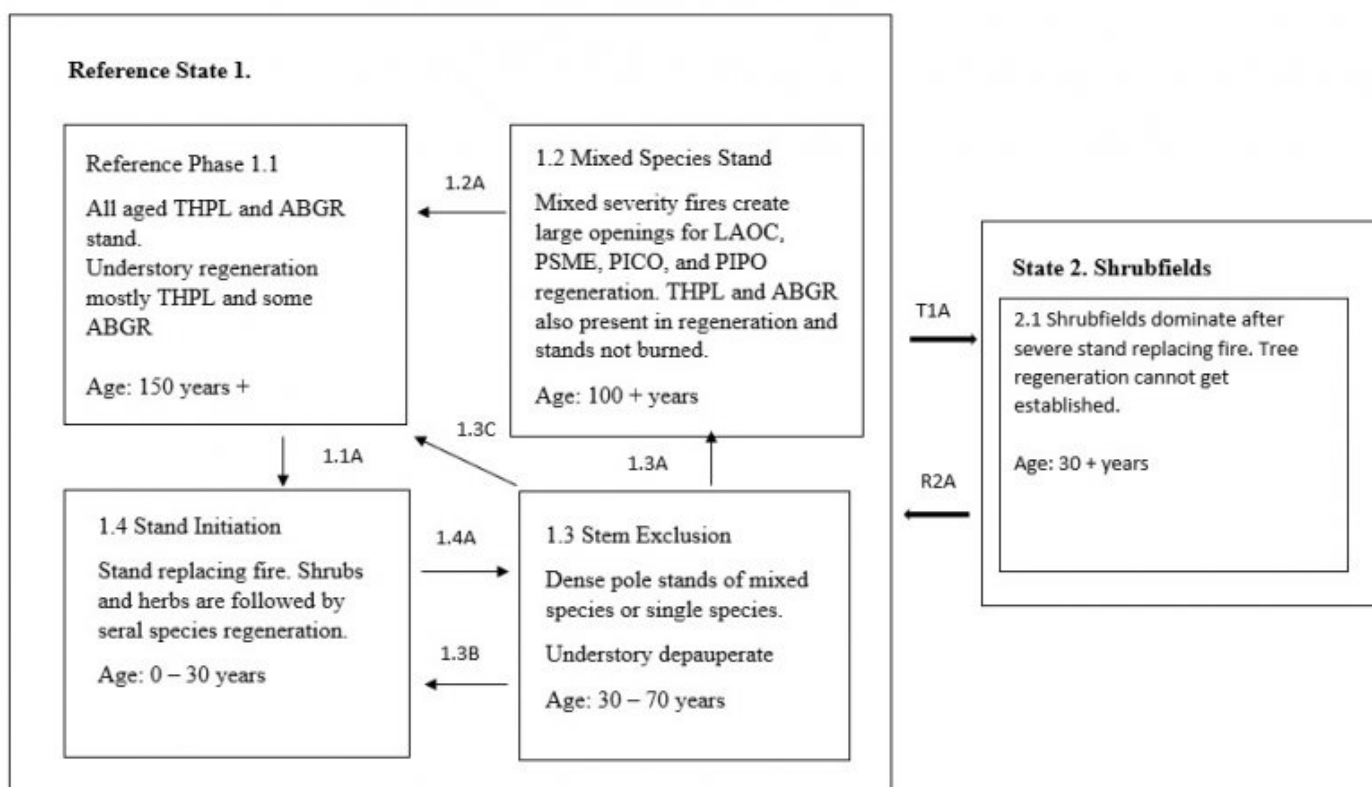 Reference State 1.
Reference Phase 1.1
All aged THPL and ABGR
stand.
Understory regeneration
mostly THPL and some
ABGR
Age: 150 years +
1.2A
1.2 Mixed Species Stand
Mixed severity fires create
large openings for LAOC,
PSME, PICO, and PIPO
regeneration. THPL and ABGR
also present in regeneration and
stands not burned.
Age: 100 + years
1.1A
1.3C
1.3A
1.4 Stand Initiation
Stand replacing fire. Shrubs
and herbs are followed by
seral species regeneration.
Age: 0 – 30 years
1.4A
1.3B
1.3 Stem Exclusion
Dense pole stands of mixed
species or single species.
Understory depauperate
Age: 30 – 70 years
T1A
R2A
State 2. Shrubfields
2.1 Shrubfields dominate after
severe stand replacing fire. Tree
regeneration cannot get
established.
Age: 30 + years